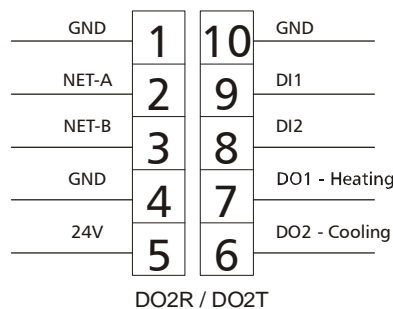 GND 1 10 GND
NET-A 2 9 DI1
NET-B 3 8 DI2
GND 4 7 DO1 - Heating
24V 5 6 DO2 - Cooling
DO2R / DO2T